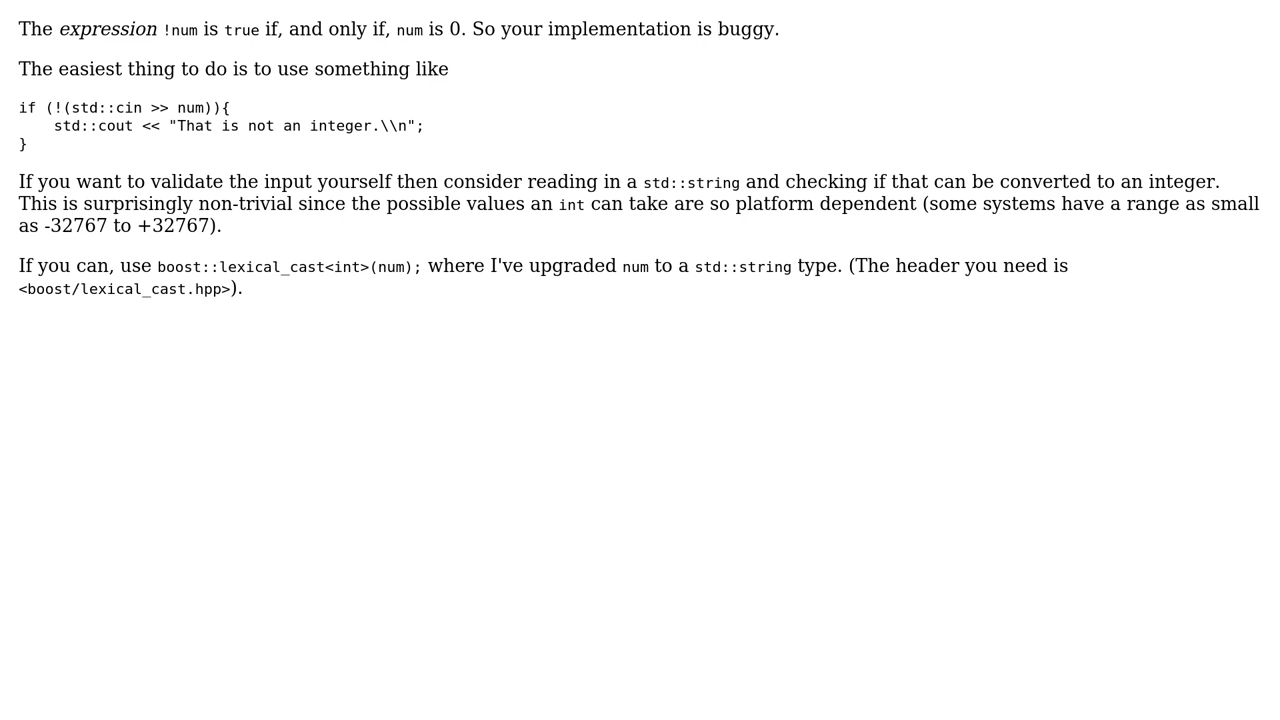 The expression !num is true if, and only if, num is 0. So your implementation is buggy.
The easiest thing to do is to use something like
if (!(std::cin >> num)){
    std::cout << "That is not an integer.\\n";
}
If you want to validate the input yourself then consider reading in a std::string and checking if that can be converted to an integer.
This is surprisingly non-trivial since the possible values an int can take are so platform dependent (some systems have a range as small
as -32767 to +32767).
If you can, use boost::lexical_cast<int>(num); where I've upgraded num to a std::string type. (The header you need is
<boost/lexical_cast.hpp>).